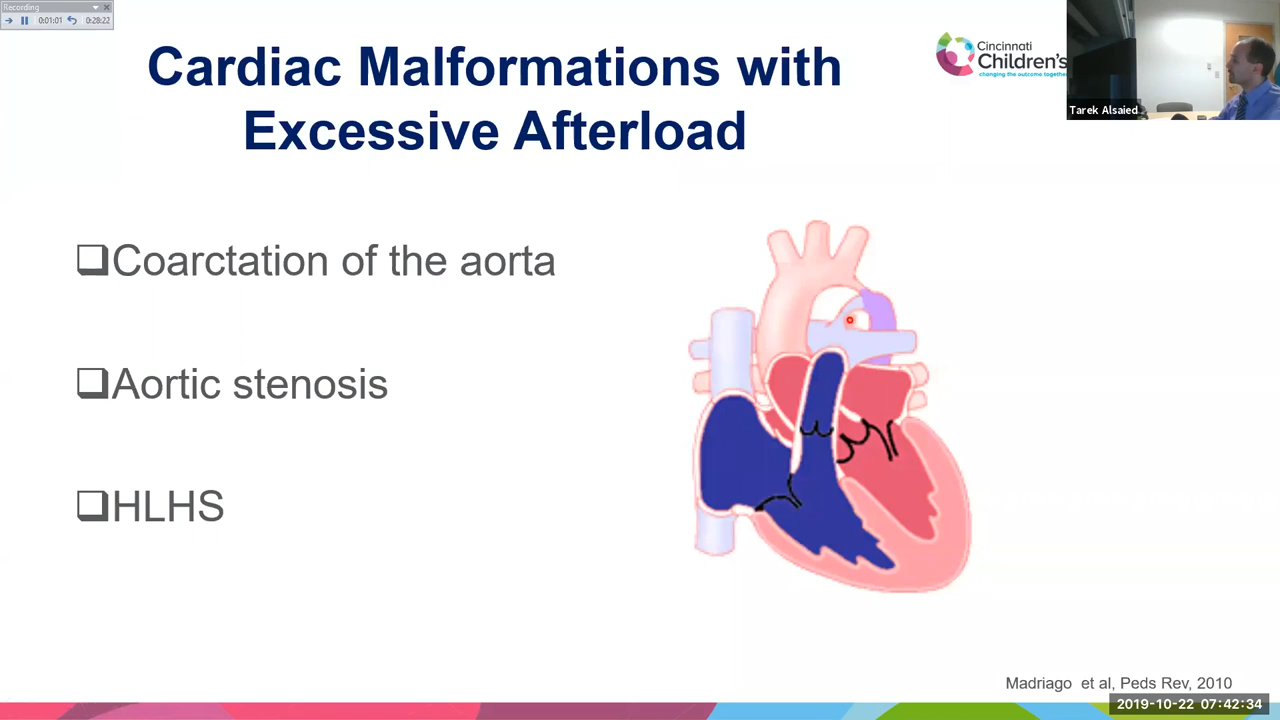 Recording
0:01:01
0:28:22
Cardiac Malformations with
Excessive Afterload
Cincinnati
Children's
changing the outcome together
Tarek Alsaied
Coarctation of the aorta
Aortic stenosis
HLHS
Madriago et al, Peds Rev, 2010
2019-10-22 07:42:34